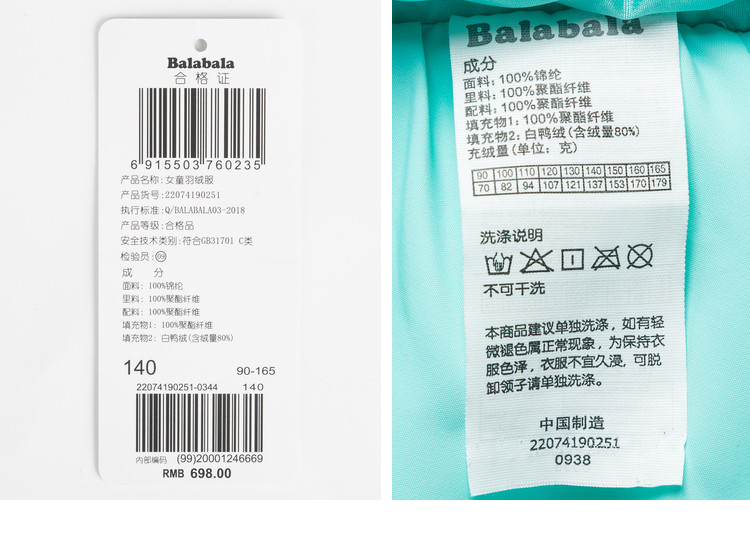 Balabala
合格证
6 915503 760235
产品名称: 女童羽绒服
产品货号: 22074190251
执行标准: Q/BALABALA03-2018
产品等级: 合格品
安全技术类别: 符合GB31701 C类
检验员: 09
成 分
面料: 100%锦纶
里料: 100%聚酯纤维
配料: 100%聚酯纤维
填充物1: 100%聚酯纤维
填充物2: 白鸭绒(含绒量80%)
140 90-165
22074190251-0344 140
内部编码 (99)20001246669
RMB 698.00
Balabala
成分
面料: 100%锦纶
里料: 100%聚酯纤维
配料: 100%聚酯纤维
填充物1: 100%聚酯纤维
填充物2: 白鸭绒(含绒量80%)
充绒量(单位: 克)
90 100 110 120 130 140 150 160 165
70 82 94 107 121 137 153 170 179
洗涤说明
不可干洗
本商品建议单独洗涤, 如有轻
微褪色属正常现象, 为保持衣
服色泽, 衣服不宜久浸, 可脱
卸领子请单独洗涤。
中国制造
22074190251
0938